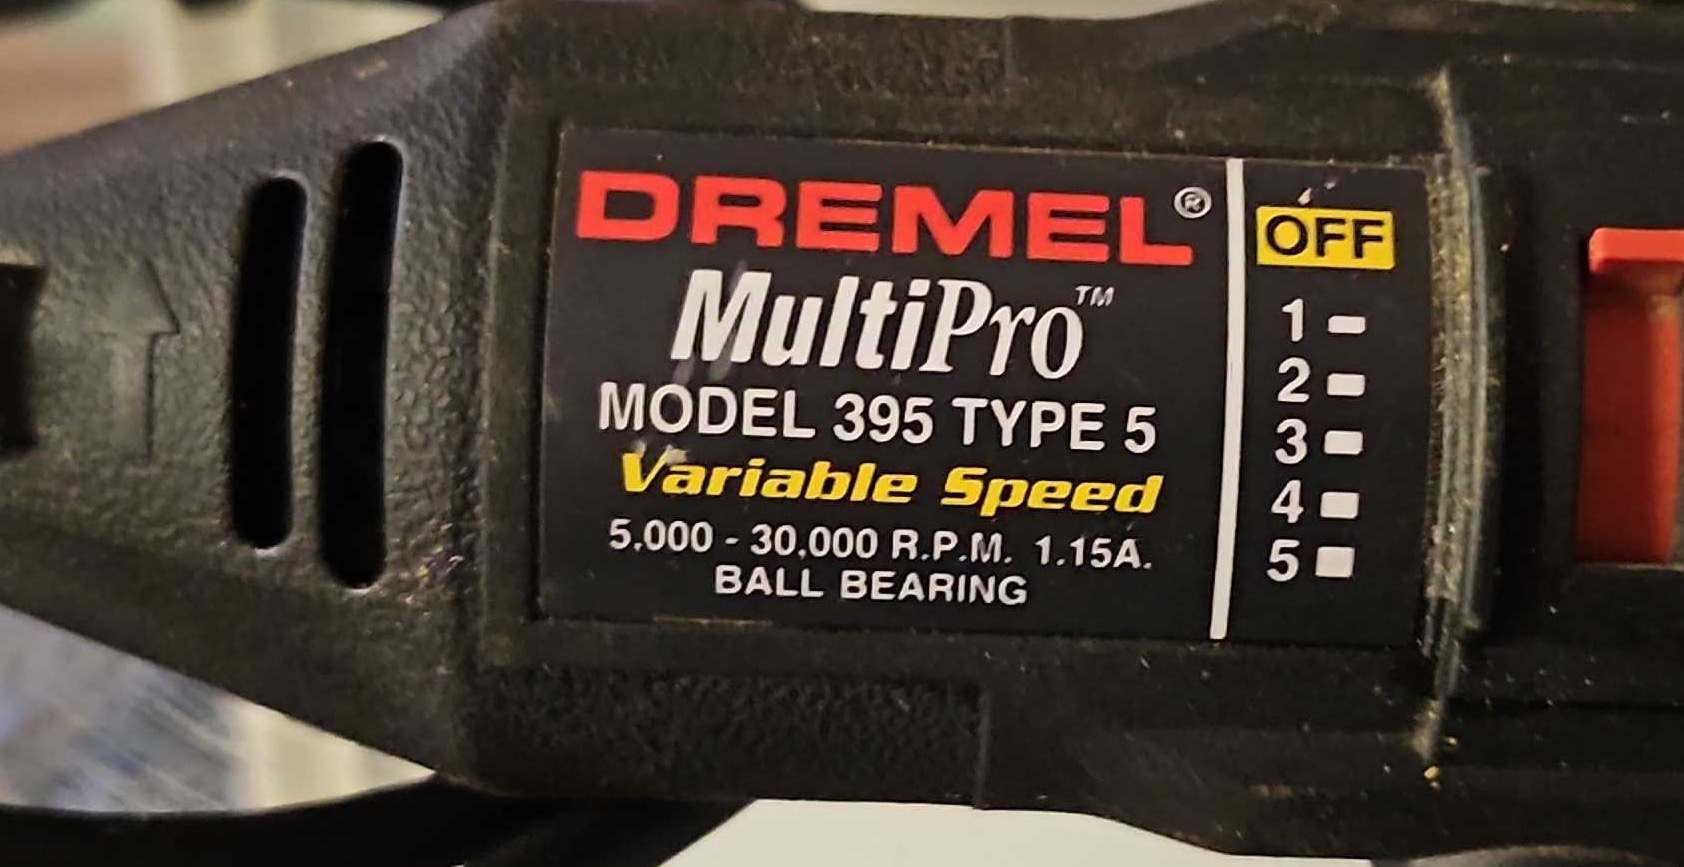 DREMEL®
MultiPro™
MODEL 395 TYPE 5
Variable Speed
5,000 - 30,000 R.P.M. 1.15A.
BALL BEARING
OFF
1
2
3
4
5